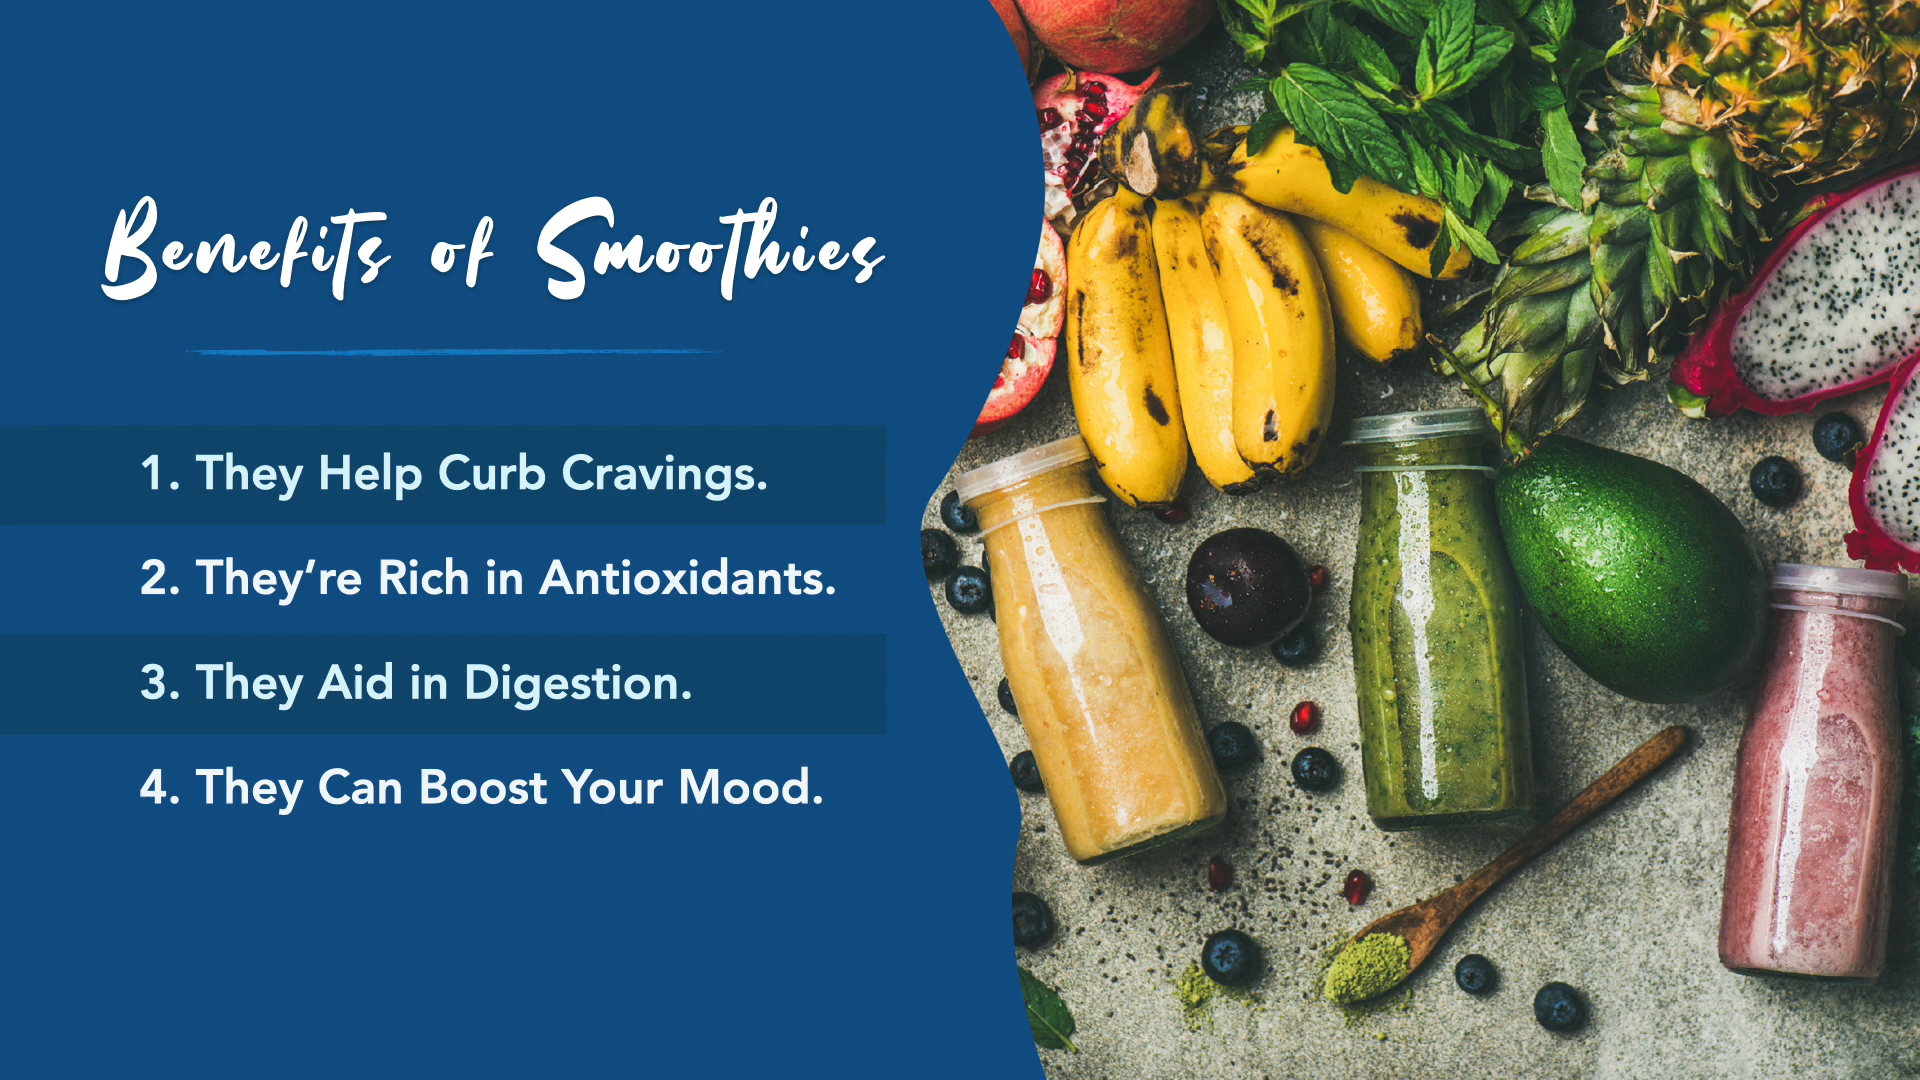 Benefits of Smoothies
1. They Help Curb Cravings.
2. They’re Rich in Antioxidants.
3. They Aid in Digestion.
4. They Can Boost Your Mood.